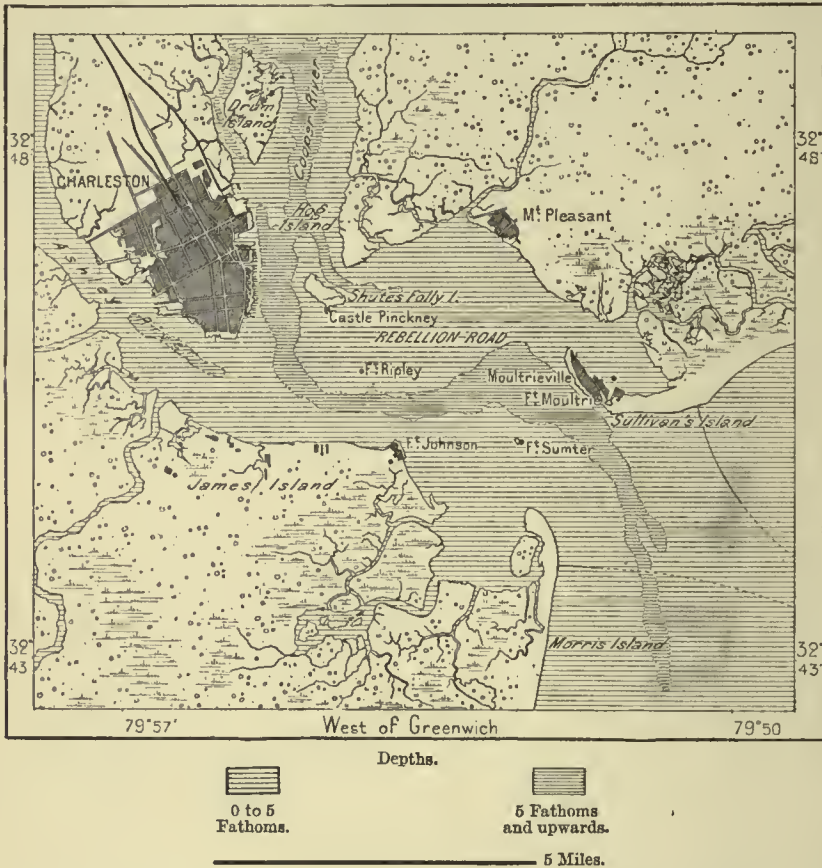 32°
48'
32°
48'
Drum
Island
Cooper River
CHARLESTON
Hog
Island
Mt. Pleasant
Ashley
River
Shutes Folly I.
Castle Pinckney
REBELLION ROAD
Ft. Ripley
Moultrieville
Ft. Moultrie
Sullivan's Island
Ft. Johnson
Ft. Sumter
James Island
Morris Island
32°
43'
32°
43'
79°57'
West of Greenwich
79°50
Depths.
0 to 5
Fathoms.
5 Fathoms
and upwards.
5 Miles.